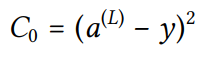 C₀ = (a⁽ᴸ⁾ − y)²